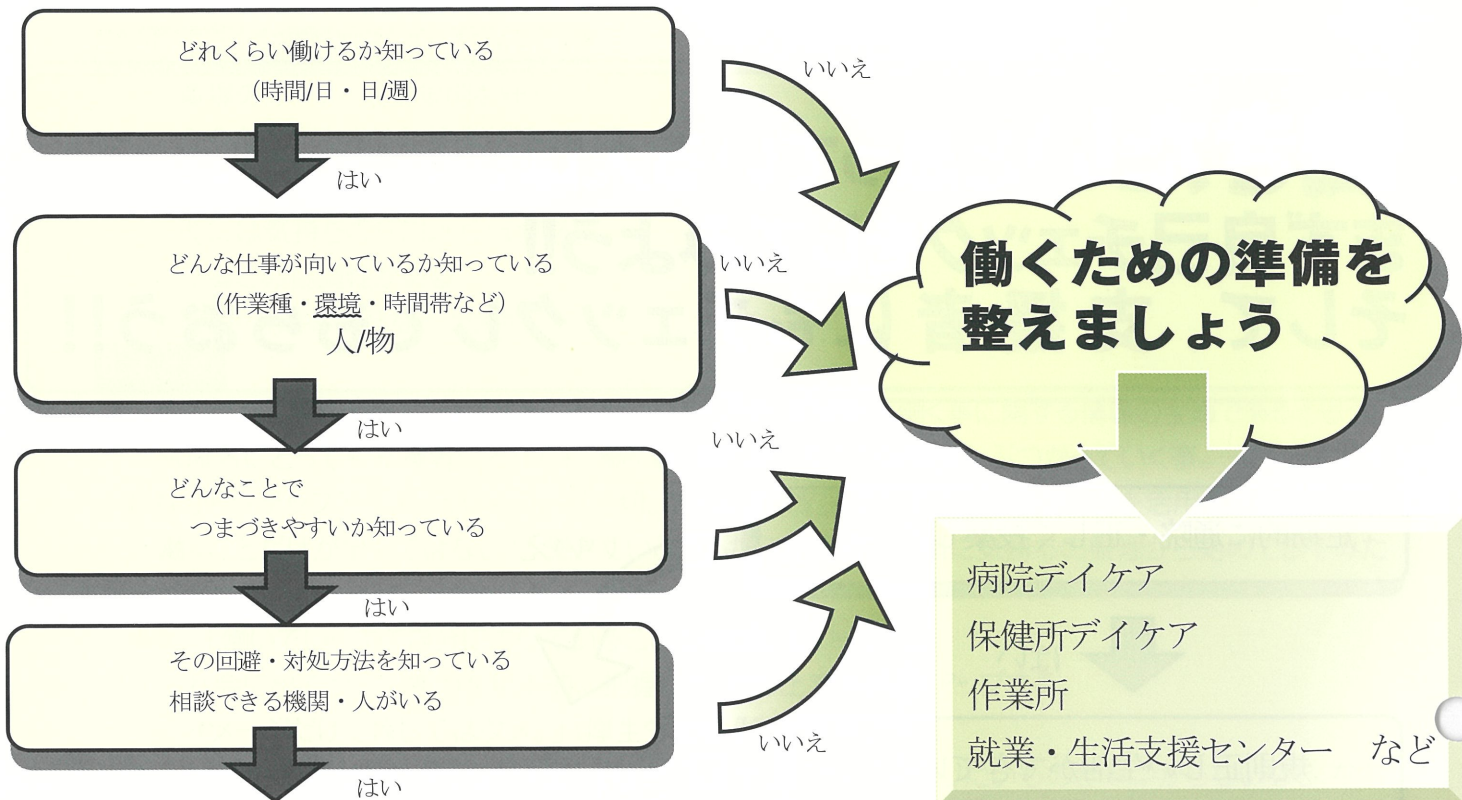 どれくらい働けるか知っている
(時間/日・日/週)
いいえ
はい
どんな仕事が向いているか知っている
(作業種・環境・時間帯など)
人/物
いいえ
はい
どんなことで
つまづきやすいか知っている
いいえ
はい
その回避・対処方法を知っている
相談できる機関・人がいる
いいえ
はい
働くための準備を
整えましょう
病院デイケア
保健所デイケア
作業所
就業・生活支援センター　など